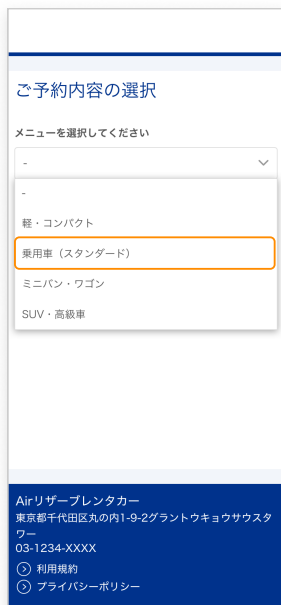 ご予約内容の選択
メニューを選択してください
-
-
軽・コンパクト
乗用車（スタンダード）
ミニバン・ワゴン
SUV・高級車
Airリザーブレンタカー
東京都千代田区丸の内1-9-2グラントウキョウサウスタ
ワー
03-1234-XXXX
利用規約
プライバシーポリシー